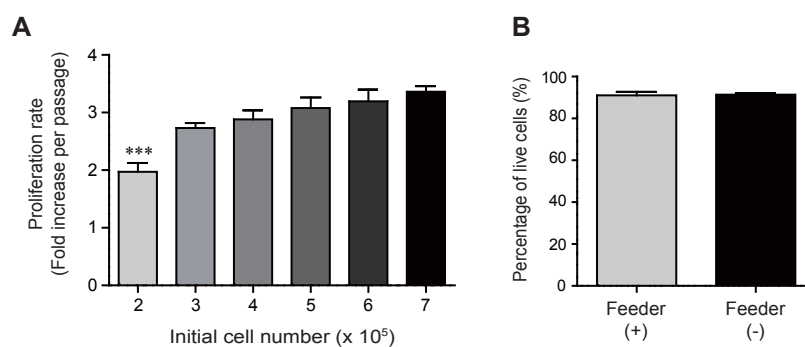 A
Proliferation rate
(Fold increase per passage)
4
3
2
1
0
***
2 3 4 5 6 7
Initial cell number (x 10⁵)
B
Percentage of live cells (%)
100
80
60
40
20
0
Feeder
(+)
Feeder
(-)